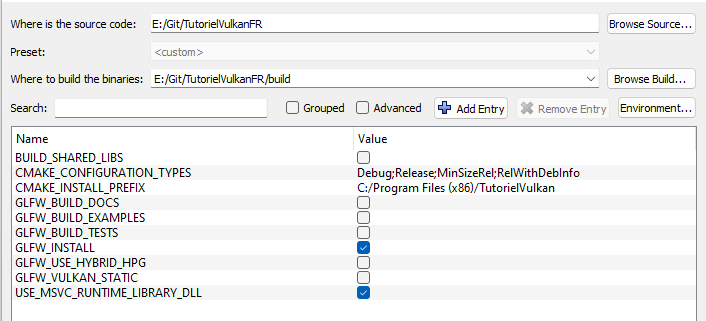 Where is the source code: E:/Git/TutorielVulkanFR Browse Source...
Preset: <custom>
Where to build the binaries: E:/Git/TutorielVulkanFR/build Browse Build...
Search: Grouped Advanced Add Entry Remove Entry Environment...
Name Value
BUILD_SHARED_LIBS
CMAKE_CONFIGURATION_TYPES Debug;Release;MinSizeRel;RelWithDebInfo
CMAKE_INSTALL_PREFIX C:/Program Files (x86)/TutorielVulkan
GLFW_BUILD_DOCS
GLFW_BUILD_EXAMPLES
GLFW_BUILD_TESTS
GLFW_INSTALL
GLFW_USE_HYBRID_HPG
GLFW_VULKAN_STATIC
USE_MSVC_RUNTIME_LIBRARY_DLL